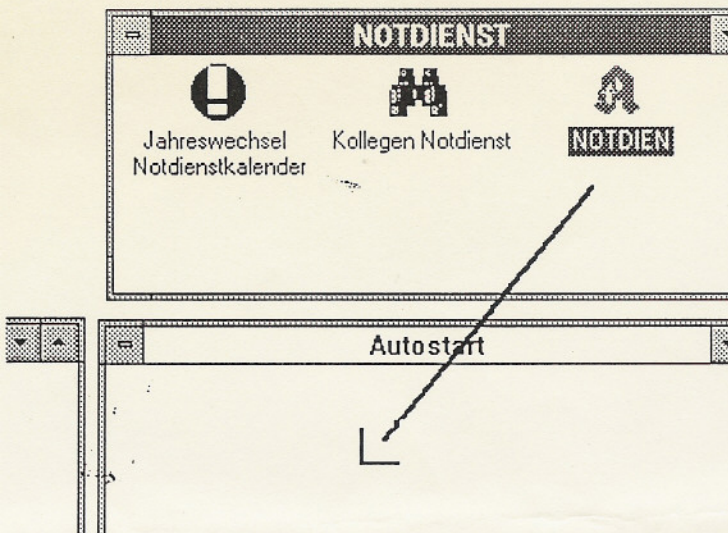 NOTDIENST
Jahreswechsel
Notdienstkalender
Kollegen Notdienst
NOTDIEN
Autostart